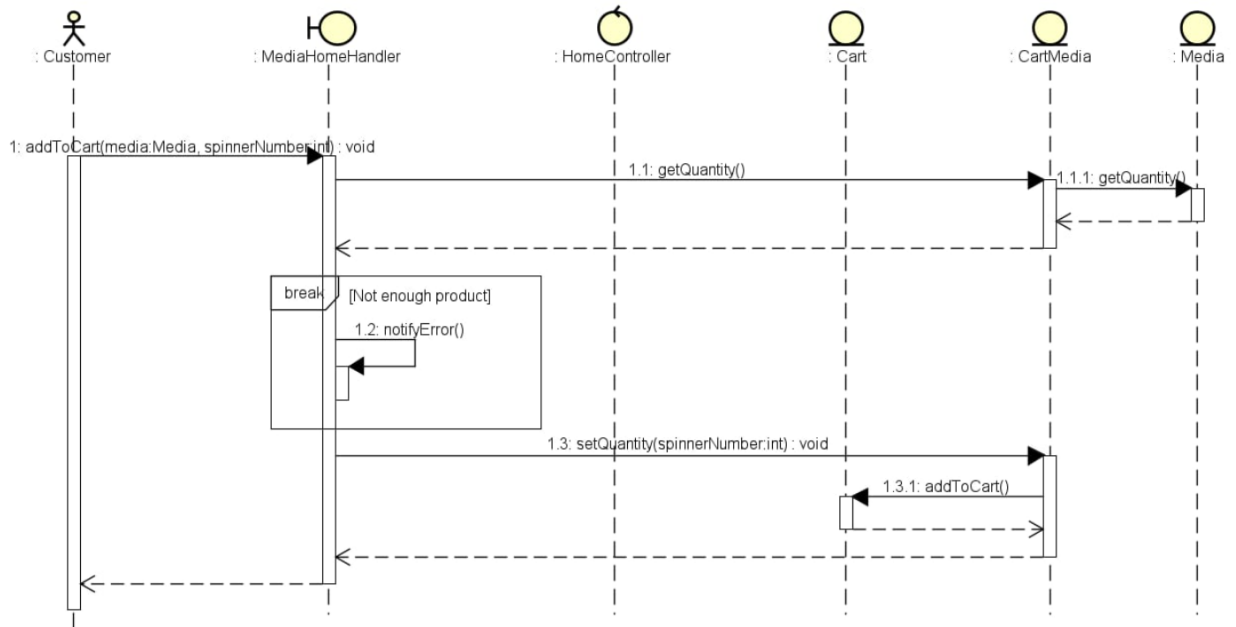 : Customer
: MediaHomeHandler
: HomeController
: Cart
: CartMedia
: Media
1: addToCart(media:Media, spinnerNumber:int) : void
1.1: getQuantity()
1.1.1: getQuantity()
break
[Not enough product]
1.2: notifyError()
1.3: setQuantity(spinnerNumber:int) : void
1.3.1: addToCart()